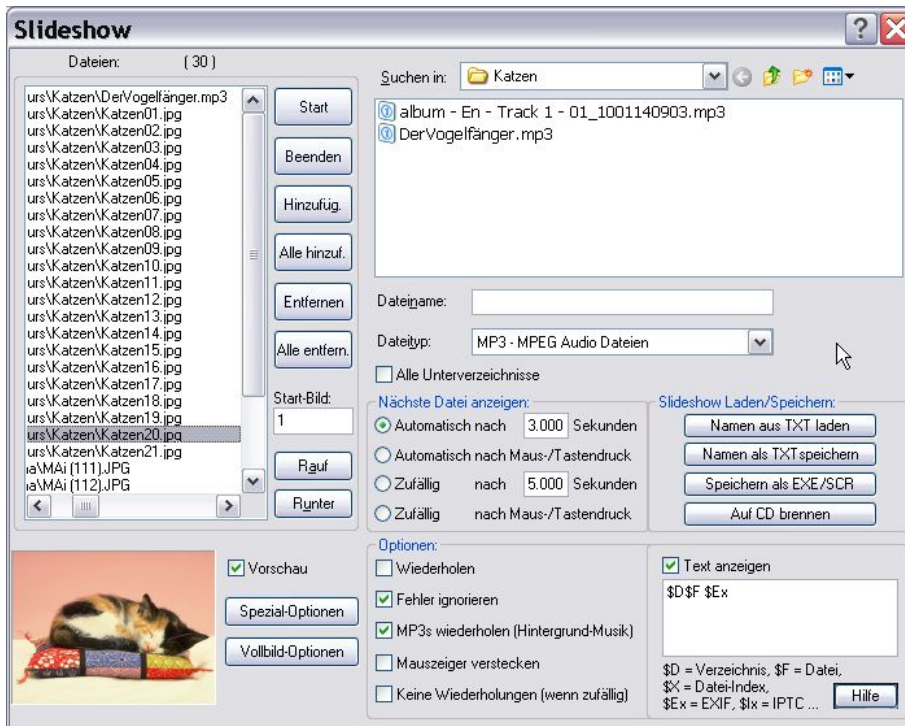 Slideshow
Dateien: ( 30 )
urs\Katzen\DerVogelfänger.mp3
urs\Katzen\Katzen01.jpg
urs\Katzen\Katzen02.jpg
urs\Katzen\Katzen03.jpg
urs\Katzen\Katzen04.jpg
urs\Katzen\Katzen05.jpg
urs\Katzen\Katzen06.jpg
urs\Katzen\Katzen07.jpg
urs\Katzen\Katzen08.jpg
urs\Katzen\Katzen09.jpg
urs\Katzen\Katzen10.jpg
urs\Katzen\Katzen11.jpg
urs\Katzen\Katzen12.jpg
urs\Katzen\Katzen13.jpg
urs\Katzen\Katzen14.jpg
urs\Katzen\Katzen15.jpg
urs\Katzen\Katzen16.jpg
urs\Katzen\Katzen17.jpg
urs\Katzen\Katzen18.jpg
urs\Katzen\Katzen19.jpg
urs\Katzen\Katzen20.jpg
urs\Katzen\Katzen21.jpg
a\MAi (111).JPG
a\MAi (112).JPG
Start
Beenden
Hinzufüg.
Alle hinzuf.
Entfernen
Alle entfern.
Start-Bild:
1
Rauf
Runter
Suchen in: Katzen
album - En - Track 1 - 01_1001140903.mp3
DerVogelfänger.mp3
Dateiname:
Dateityp: MP3 - MPEG Audio Dateien
Alle Unterverzeichnisse
Nächste Datei anzeigen:
Automatisch nach 3.000 Sekunden
Automatisch nach Maus-/Tastendruck
Zufällig nach 5.000 Sekunden
Zufällig nach Maus-/Tastendruck
Slideshow Laden/Speichern:
Namen aus TXT laden
Namen als TXT speichern
Speichern als EXE/SCR
Auf CD brennen
Vorschau
Spezial-Optionen
Vollbild-Optionen
Optionen:
Wiederholen
Fehler ignorieren
MP3s wiederholen (Hintergrund-Musik)
Mauszeiger verstecken
Keine Wiederholungen (wenn zufällig)
Text anzeigen
$D$F $Ex
$D = Verzeichnis, $F = Datei,
$X = Datei-Index,
$Ex = EXIF, $Ix = IPTC ...
Hilfe